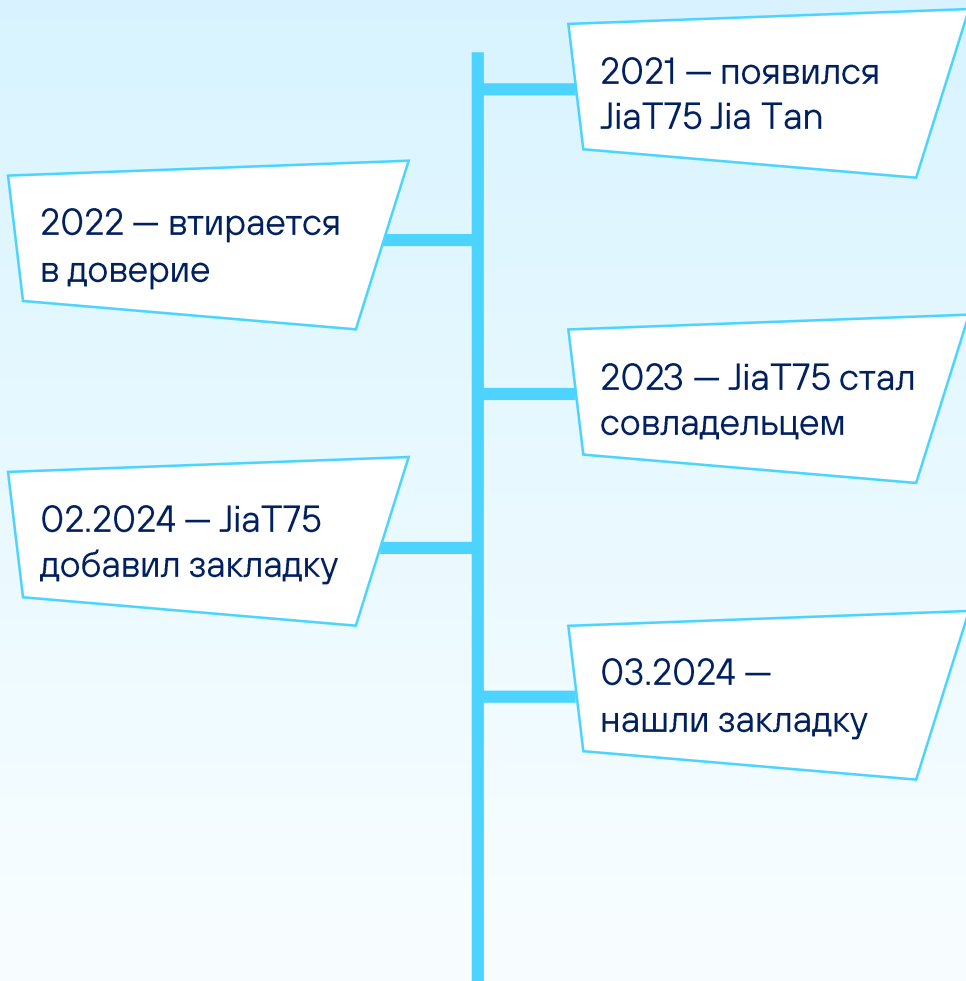 2021 — появился
JiaT75 Jia Tan
2022 — втирается
в доверие
2023 — JiaT75 стал
совладельцем
02.2024 — JiaT75
добавил закладку
03.2024 —
нашли закладку